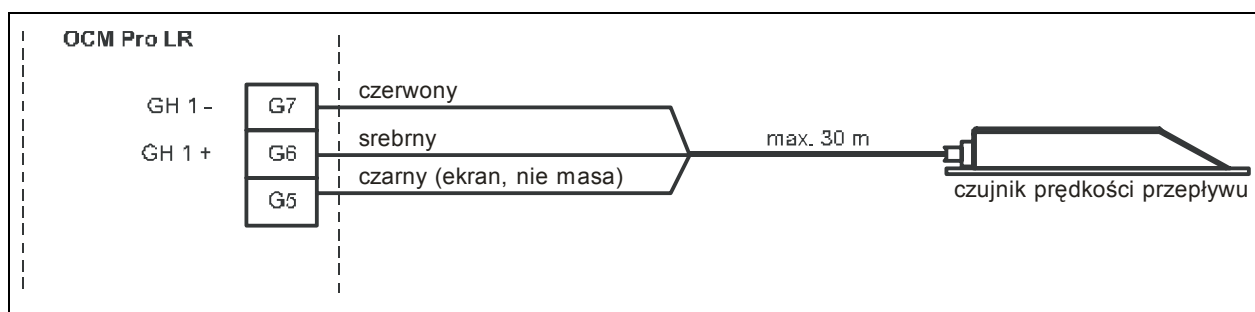 OCM Pro LR
GH 1 - G7 czerwony
GH 1 + G6 srebrny
max. 30 m
G5 czarny (ekran, nie masa)
czujnik prędkości przepływu